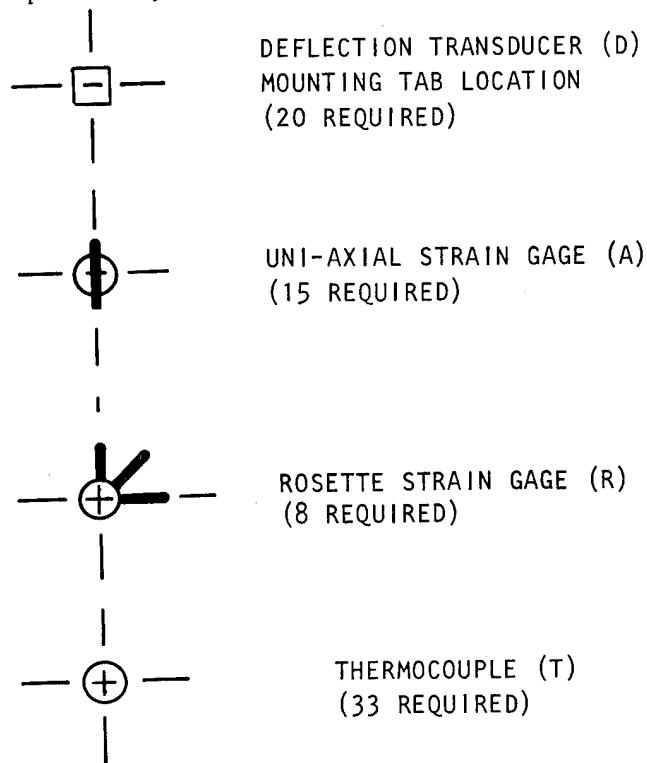 DEFLECTION TRANSDUCER (D)
MOUNTING TAB LOCATION
(20 REQUIRED)
UNI-AXIAL STRAIN GAGE (A)
(15 REQUIRED)
ROSETTE STRAIN GAGE (R)
(8 REQUIRED)
THERMOCOUPLE (T)
(33 REQUIRED)